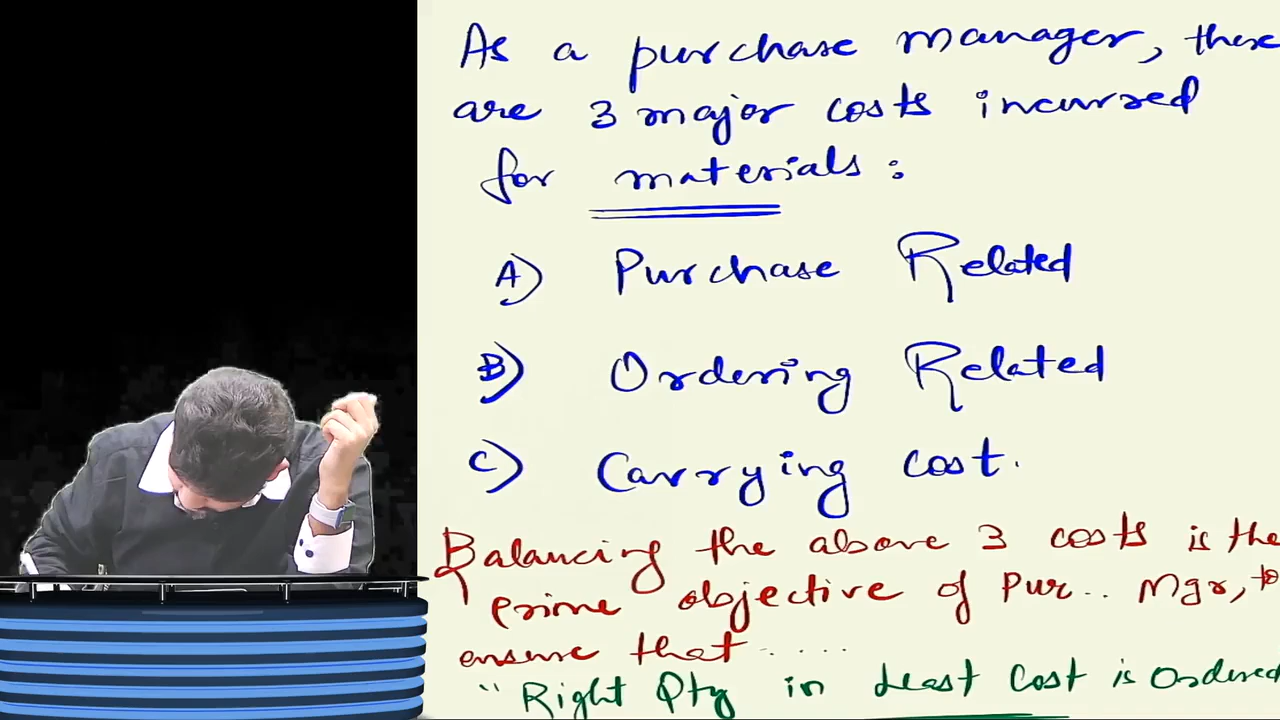 As a purchase manager, there
are 3 major costs incurred
for materials :
A) Purchase Related
B) Ordering Related
C) Carrying cost.
Balancing the above 3 costs is the
prime objective of Pur.. Mgr, to
ensure that .....
"Right Qty in least cost is ordered